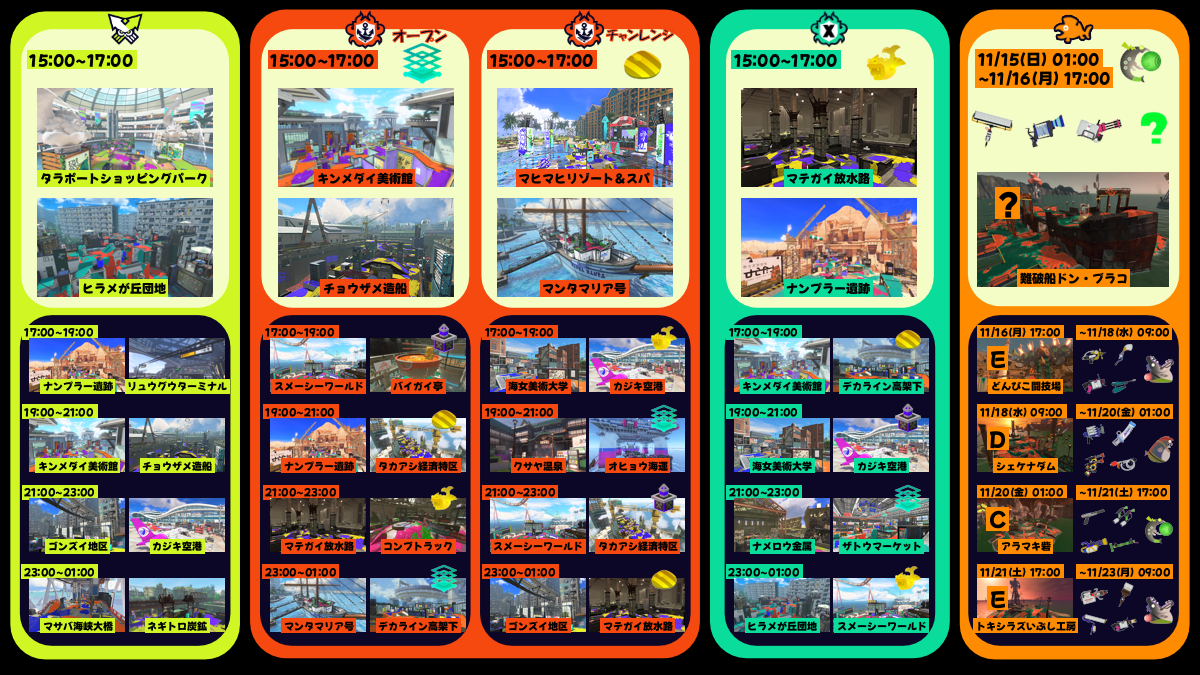 15:00~17:00
タラポートショッピングパーク
ヒラメが丘団地
17:00~19:00
ナンプラー遺跡
リュウグウターミナル
19:00~21:00
キンメダイ美術館
チョウザメ造船
21:00~23:00
ゴンズイ地区
カジキ空港
23:00~01:00
マサバ海峡大橋
ネギトロ炭鉱
オープン
15:00~17:00
キンメダイ美術館
チョウザメ造船
17:00~19:00
スメーシーワールド
バイガイ亭
19:00~21:00
ナンプラー遺跡
タカアシ経済特区
21:00~23:00
マテガイ放水路
コンブトラック
23:00~01:00
マンタマリア号
デカライン高架下
チャンレンジ
15:00~17:00
マヒマヒリゾート&スパ
マンタマリア号
17:00~19:00
海女美術大学
カジキ空港
19:00~21:00
クサヤ温泉
オヒョウ海運
21:00~23:00
スメーシーワールド
タカアシ経済特区
23:00~01:00
ゴンズイ地区
マテガイ放水路
X
15:00~17:00
マテガイ放水路
ナンプラー遺跡
17:00~19:00
キンメダイ美術館
デカライン高架下
19:00~21:00
海女美術大学
カジキ空港
21:00~23:00
ナメロウ金属
ザトウマーケット
23:00~01:00
ヒラメが丘団地
スメーシーワールド
11/15(日) 01:00
~11/16(月) 17:00
?
?
難破船ドン・ブラコ
11/16(月) 17:00 ~11/18(水) 09:00
E
どんぴこ闘技場
11/18(水) 09:00 ~11/20(金) 01:00
D
シェケナダム
11/20(金) 01:00 ~11/21(土) 17:00
C
アラマキ砦
11/21(土) 17:00 ~11/23(月) 09:00
E
トキシラズいぶし工房